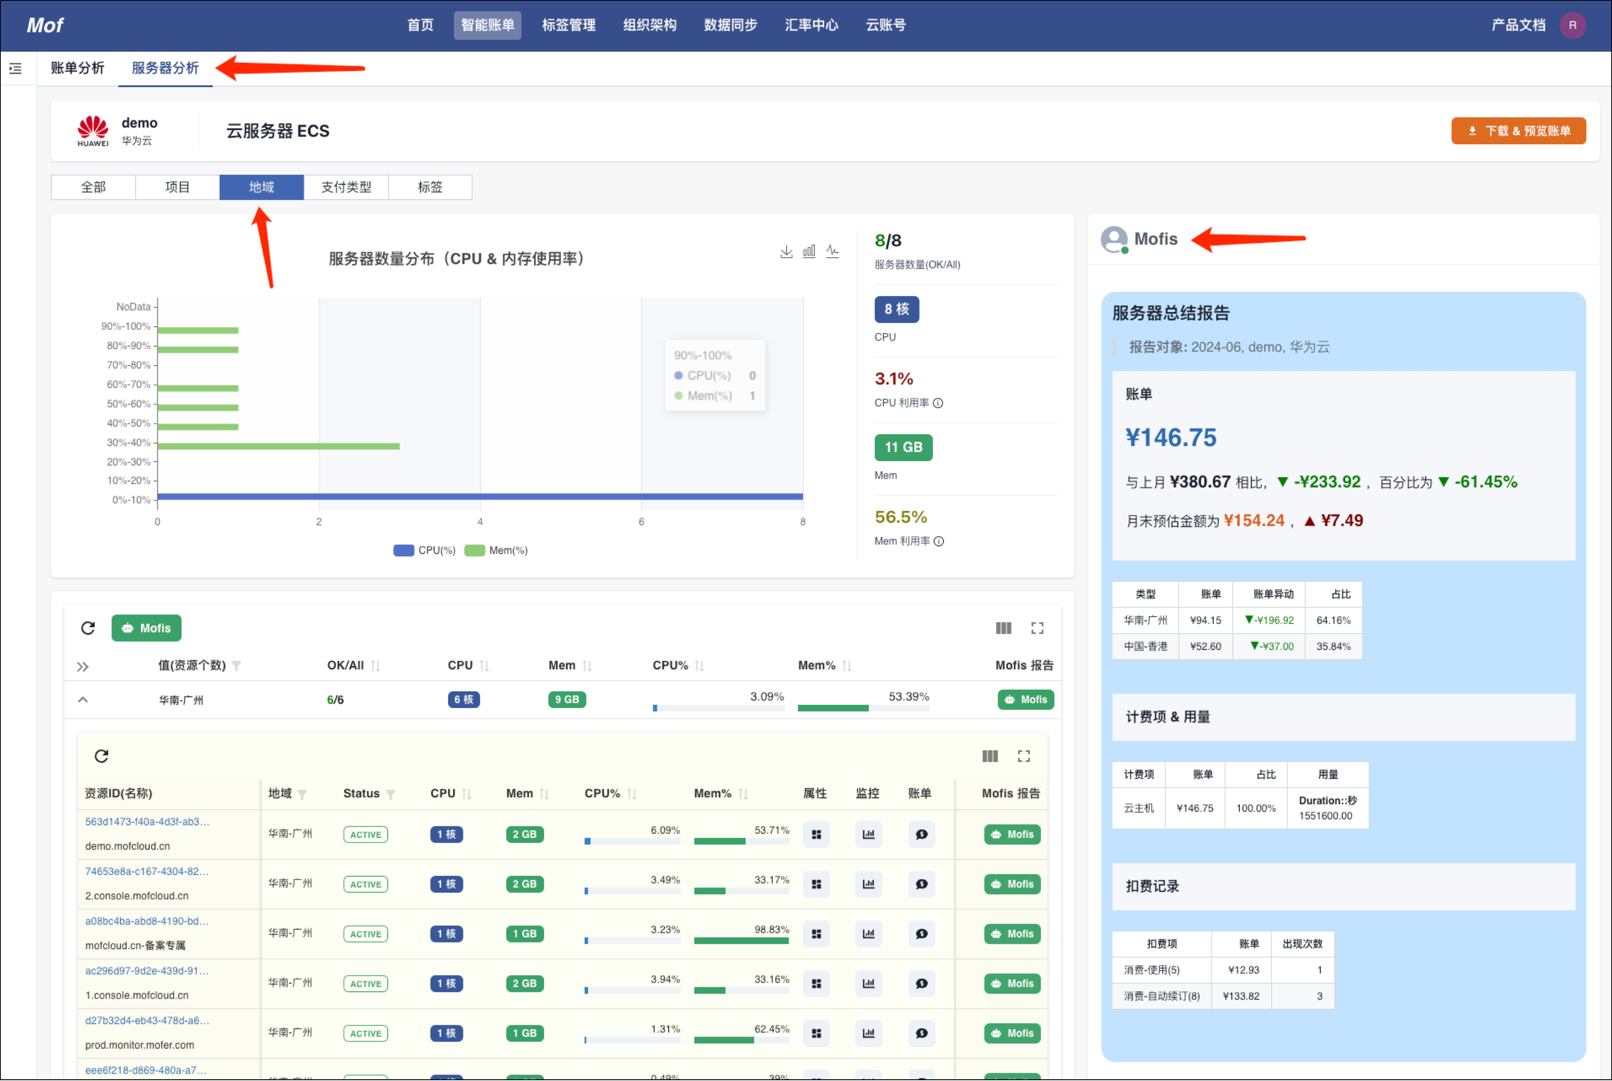 Mof
首页 智能账单 标签管理 组织架构 数据同步 汇率中心 云账号 产品文档 R
账单分析 服务器分析
HUAWEI
demo
华为云
云服务器 ECS
下载 & 预览账单
全部 项目 地域 支付类型 标签
服务器数量分布（CPU & 内存使用率）
NoData
90%-100%
80%-90%
70%-80%
60%-70%
50%-60%
40%-50%
30%-40%
20%-30%
10%-20%
0%-10%
0 2 4 6 8
CPU(%) Mem(%)
90%-100%
CPU(%) 0
Mem(%) 1
8/8
服务器数量(OK/All)
8 核
CPU
3.1%
CPU 利用率
11 GB
Mem
56.5%
Mem 利用率
Mofis
值(资源个数) OK/All CPU Mem CPU% Mem% Mofis 报告
华南-广州 6/6 6 核 9 GB 3.09% 53.39% Mofis
资源ID(名称) 地域 Status CPU Mem CPU% Mem% 属性 监控 账单 Mofis 报告
563d1473-f40a-4d3f-ab3...
demo.mofcloud.cn
华南-广州 ACTIVE 1 核 2 GB 6.09% 53.71% Mofis
74653e8a-c167-4304-82...
2.console.mofcloud.cn
华南-广州 ACTIVE 1 核 2 GB 3.49% 33.17% Mofis
a08bc4ba-abd8-4190-bd...
mofcloud.cn-备案专属
华南-广州 ACTIVE 1 核 1 GB 3.23% 98.83% Mofis
ac296d97-9d2e-439d-91...
1.console.mofcloud.cn
华南-广州 ACTIVE 1 核 2 GB 3.94% 33.16% Mofis
d27b32d4-eb43-478d-a6...
prod.monitor.mofer.com
华南-广州 ACTIVE 1 核 1 GB 1.31% 62.45% Mofis
eee6f218-d869-480a-a7...
Mofis
服务器总结报告
报告对象: 2024-06, demo, 华为云
账单
¥146.75
与上月 ¥380.67 相比, ▼ -¥233.92 , 百分比为 ▼ -61.45%
月末预估金额为 ¥154.24 , ▲ ¥7.49
类型 账单 账单异动 占比
华南-广州 ¥94.15 ▼-¥196.92 64.16%
中国-香港 ¥52.60 ▼-¥37.00 35.84%
计费项 & 用量
计费项 账单 占比 用量
云主机 ¥146.75 100.00% Duration::秒
1551600.00
扣费记录
扣费项 账单 出现次数
消费-使用(5) ¥12.93 1
消费-自动续订(8) ¥133.82 3